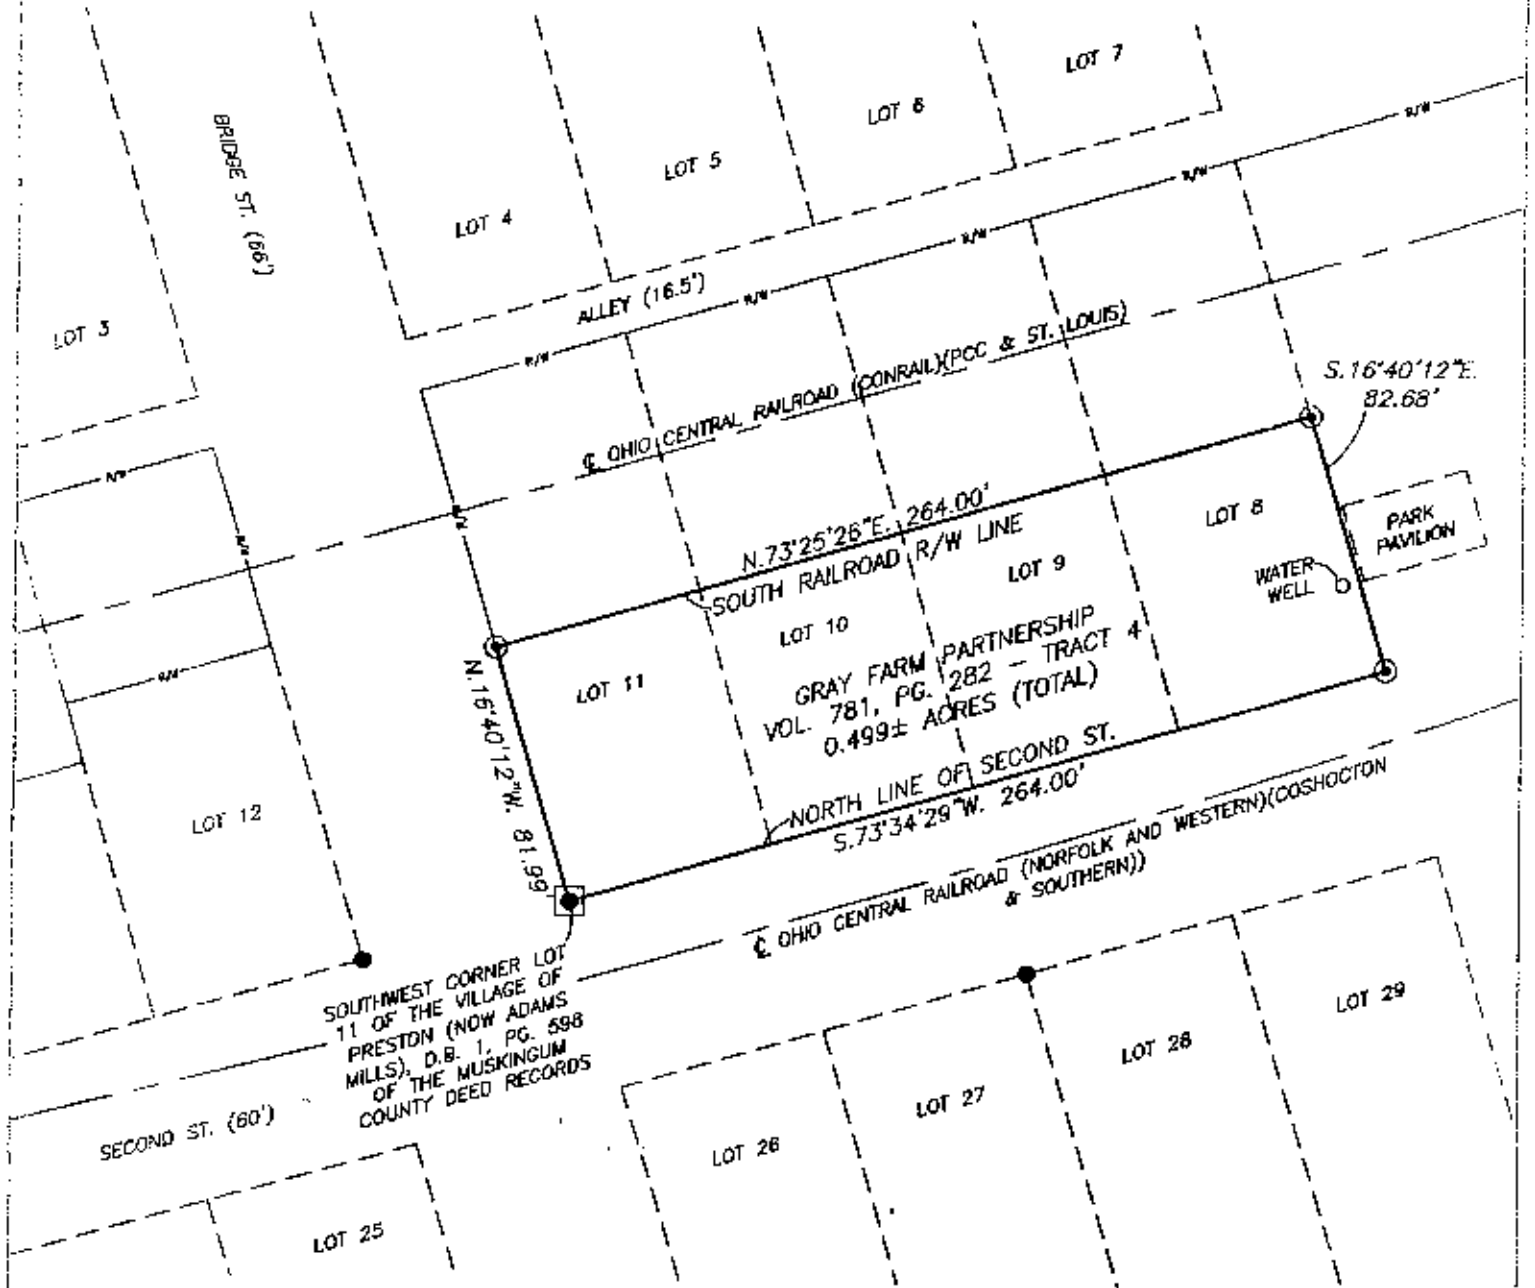 LOT 7
LOT 6
LOT 5
LOT 4
BRIDGE ST. (66')
LOT 3
ALLEY (16.5')
R/W
R/W
R/W
R/W
R/W
℄ OHIO CENTRAL RAILROAD (CONRAIL)(PCC & ST. LOUIS)
S.16°40'12"E.
82.68'
R/W
R/W
R/W
N.73°25'26"E. 264.00'
SOUTH RAILROAD R/W LINE
LOT 8
PARK
PAVILION
WATER
WELL
LOT 9
LOT 10
LOT 11
GRAY FARM PARTNERSHIP
VOL. 781, PG. 282 - TRACT 4
0.499± ACRES (TOTAL)
N.16°40'12"W. 81.99'
NORTH LINE OF SECOND ST.
S.73°34'29"W. 264.00'
LOT 12
℄ OHIO CENTRAL RAILROAD (NORFOLK AND WESTERN)(COSHOCTON
& SOUTHERN))
SOUTHWEST CORNER LOT
11 OF THE VILLAGE OF
PRESTON (NOW ADAMS
MILLS), D.B. 1, PG. 598
OF THE MUSKINGUM
COUNTY DEED RECORDS
SECOND ST. (60')
LOT 25
LOT 26
LOT 27
LOT 28
LOT 29